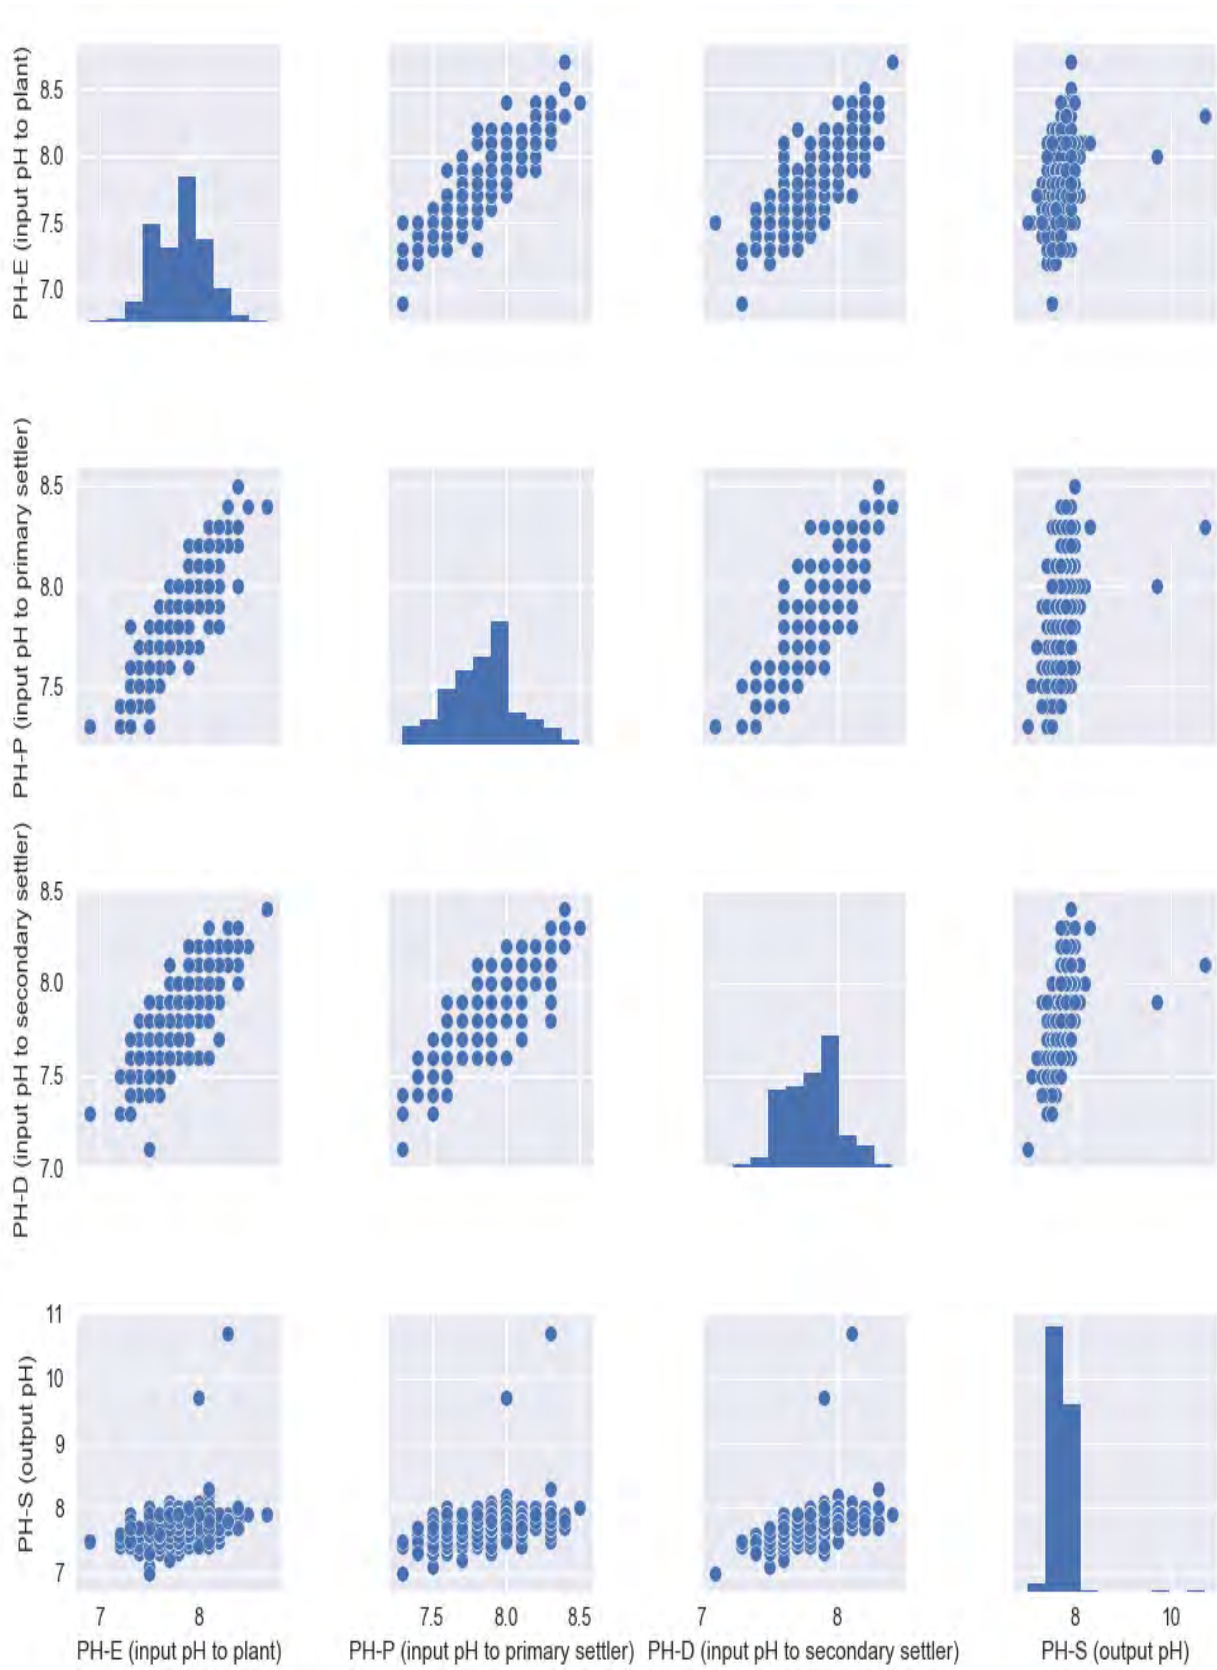 PH-E (input pH to plant)
8.5
8.0
7.5
7.0
PH-P (input pH to primary settler)
8.5
8.0
7.5
PH-D (input pH to secondary settler)
8.5
8.0
7.5
7.0
PH-S (output pH)
11
10
9
8
7
7 8
7.5 8.0 8.5
7 8
8 10
PH-E (input pH to plant)
PH-P (input pH to primary settler)
PH-D (input pH to secondary settler)
PH-S (output pH)